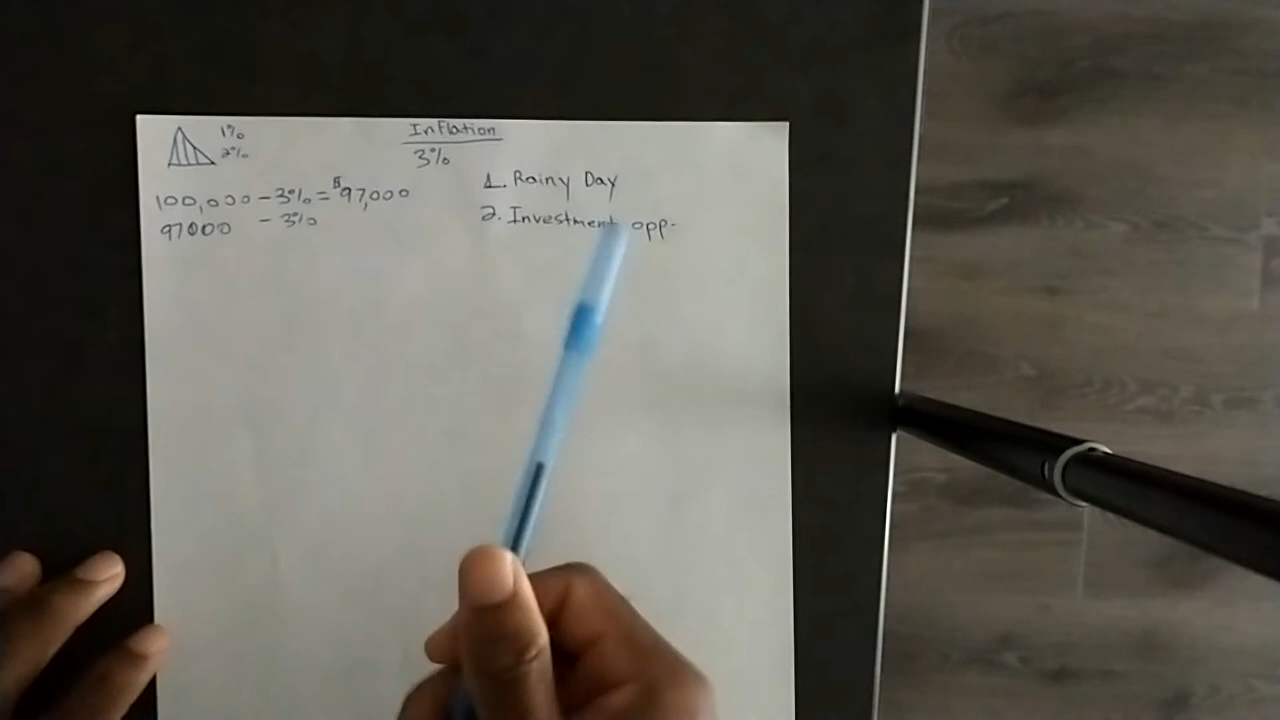 1%
2%
Inflation
3%
100,000 - 3% = $97,000
97000 - 3%
1. Rainy Day
2. Investment opp.